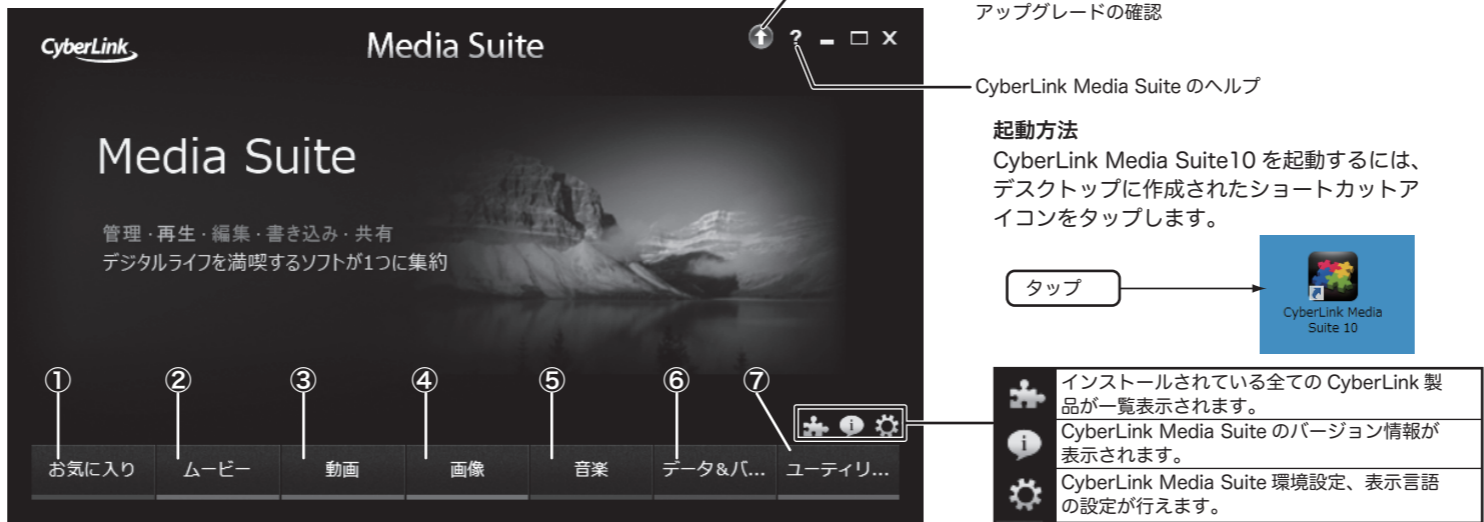 アップグレードの確認
CyberLink
Media Suite
?
CyberLink Media Suite のヘルプ
Media Suite
管理・再生・編集・書き込み・共有
デジタルライフを満喫するソフトが1つに集約
① ② ③ ④ ⑤ ⑥ ⑦
お気に入り ムービー 動画 画像 音楽 データ&バ... ユーティリ...
起動方法
CyberLink Media Suite10 を起動するには、
デスクトップに作成されたショートカットア
イコンをタップします。
タップ
CyberLink Media
Suite 10
インストールされている全ての CyberLink 製
品が一覧表示されます。
CyberLink Media Suite のバージョン情報が
表示されます。
CyberLink Media Suite 環境設定、表示言語
の設定が行えます。